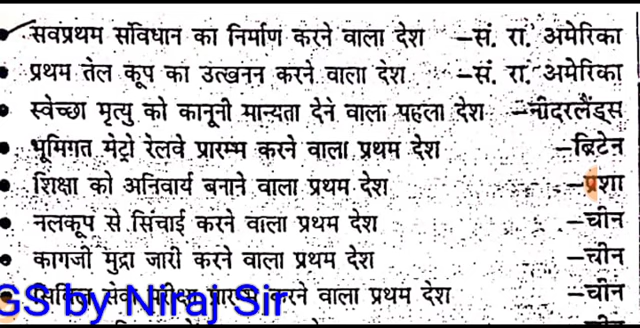 सवप्रथम संविधान का निर्माण करने वाला देश –सं. रा. अमेरिका
प्रथम तेल कूप का उत्खनन करने वाला देश –सं. रा. अमेरिका
स्वेच्छा मृत्यु को कानूनी मान्यता देने वाला पहला देश –नीदरलैंड्स
भूमिगत मेट्रो रेलवे प्रारम्भ करने वाला प्रथम देश –ब्रिटेन
शिक्षा को अनिवार्य बनाने वाला प्रथम देश –प्रशा
नलकूप से सिंचाई करने वाला प्रथम देश –चीन
कागजी मुद्रा जारी करने वाला प्रथम देश –चीन
सिविल सेवा परीक्षा प्रारम्भ करने वाला प्रथम देश –चीन
GS by Niraj Sir